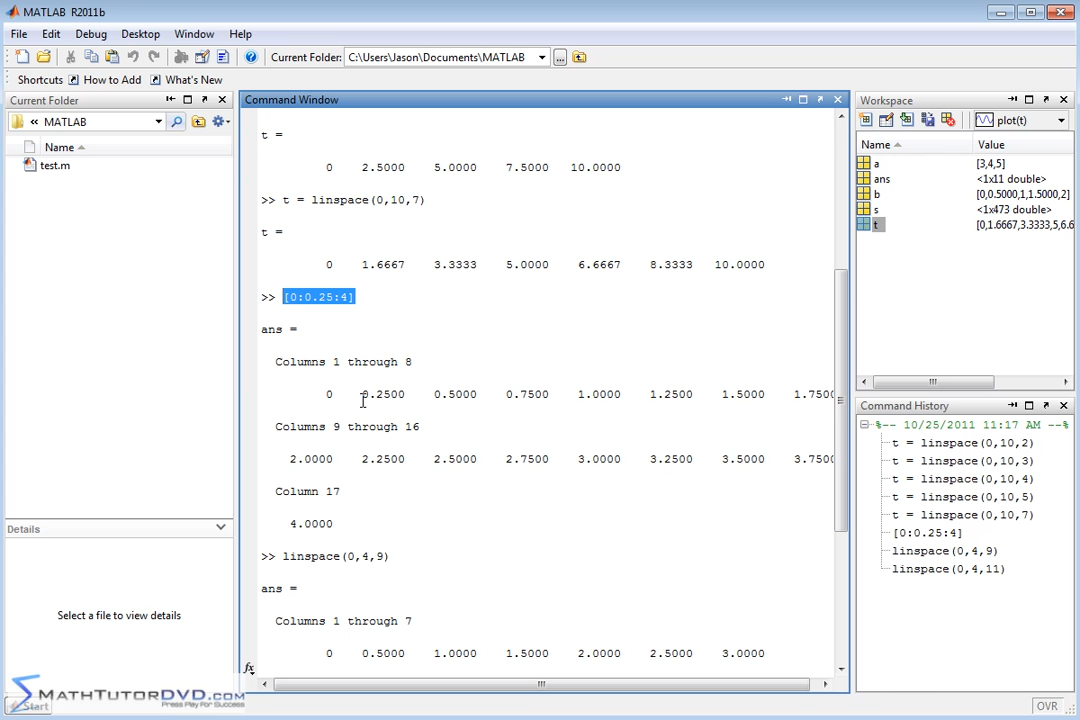 MATLAB R2011b
File Edit Debug Desktop Window Help
Current Folder: C:\Users\Jason\Documents\MATLAB ...
Shortcuts How to Add What's New
Current Folder
« MATLAB
Name
test.m
Details
Select a file to view details
Command Window
t =
0 2.5000 5.0000 7.5000 10.0000
>> t = linspace(0,10,7)
t =
0 1.6667 3.3333 5.0000 6.6667 8.3333 10.0000
>> [0:0.25:4]
ans =
Columns 1 through 8
0 0.2500 0.5000 0.7500 1.0000 1.2500 1.5000 1.7500
Columns 9 through 16
2.0000 2.2500 2.5000 2.7500 3.0000 3.2500 3.5000 3.7500
Column 17
4.0000
>> linspace(0,4,9)
ans =
Columns 1 through 7
0 0.5000 1.0000 1.5000 2.0000 2.5000 3.0000
fx
Workspace
plot(t)
Name Value
a [3,4,5]
ans <1x11 double>
b [0,0.5000,1,1.5000,2]
s <1x473 double>
t [0,1.6667,3.3333,5,6.6
Command History
%-- 10/25/2011 11:17 AM --%
t = linspace(0,10,2)
t = linspace(0,10,3)
t = linspace(0,10,4)
t = linspace(0,10,5)
t = linspace(0,10,7)
[0:0.25:4]
linspace(0,4,9)
linspace(0,4,11)
MATHTUTORDVD.COM
Press Play For Success
Start
OVR